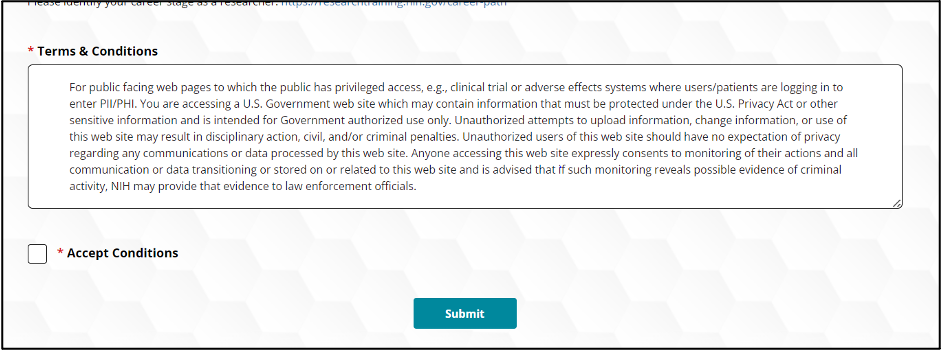 Please identify your career stage as a researcher. https://researchtraining.nih.gov/career-path
* Terms & Conditions
For public facing web pages to which the public has privileged access, e.g., clinical trial or adverse effects systems where users/patients are logging in to
enter PII/PHI. You are accessing a U.S. Government web site which may contain information that must be protected under the U.S. Privacy Act or other
sensitive information and is intended for Government authorized use only. Unauthorized attempts to upload information, change information, or use of
this web site may result in disciplinary action, civil, and/or criminal penalties. Unauthorized users of this web site should have no expectation of privacy
regarding any communications or data processed by this web site. Anyone accessing this web site expressly consents to monitoring of their actions and all
communication or data transitioning or stored on or related to this web site and is advised that if such monitoring reveals possible evidence of criminal
activity, NIH may provide that evidence to law enforcement officials.
* Accept Conditions
Submit